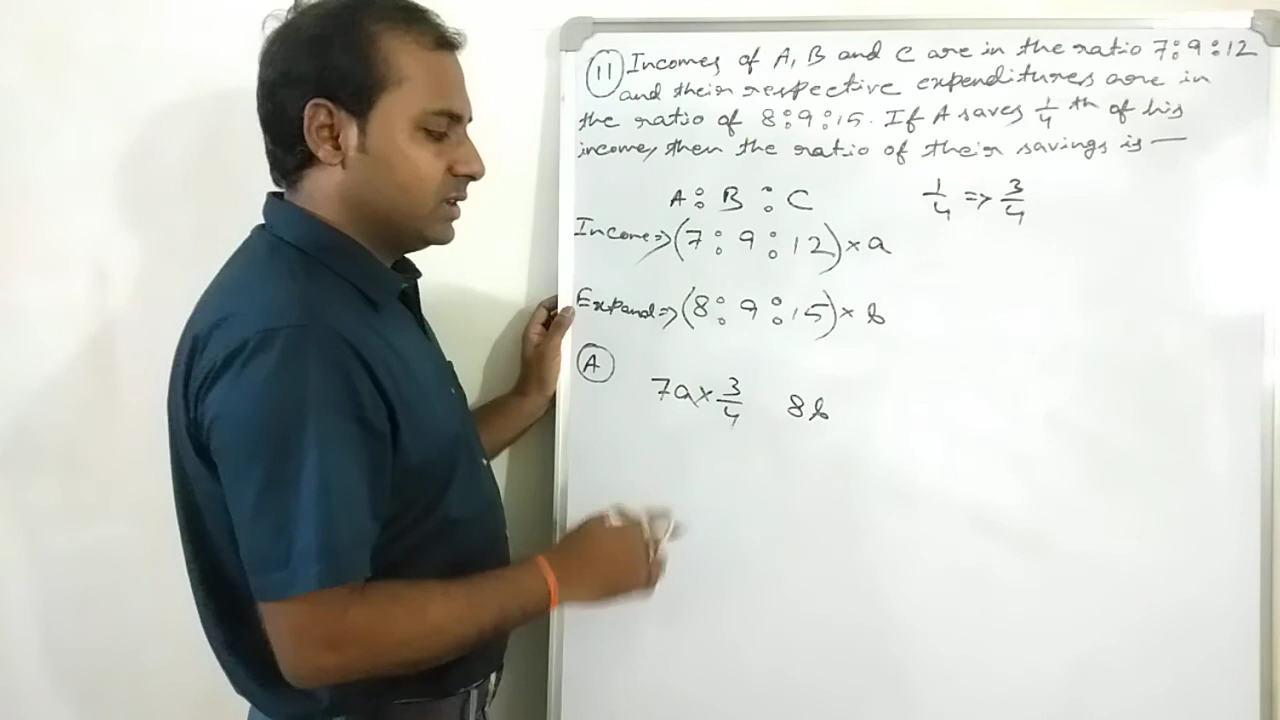 11 Incomes of A, B and C are in the ratio 7:9:12
and their respective expenditures are in
the ratio of 8:9:15. If A saves 1/4 th of his
income, then the ratio of their savings is —
A : B : C
1/4 => 3/4
Income => (7 : 9 : 12) × a
Expand => (8 : 9 : 15) × b
A
7a × 3/4 8b